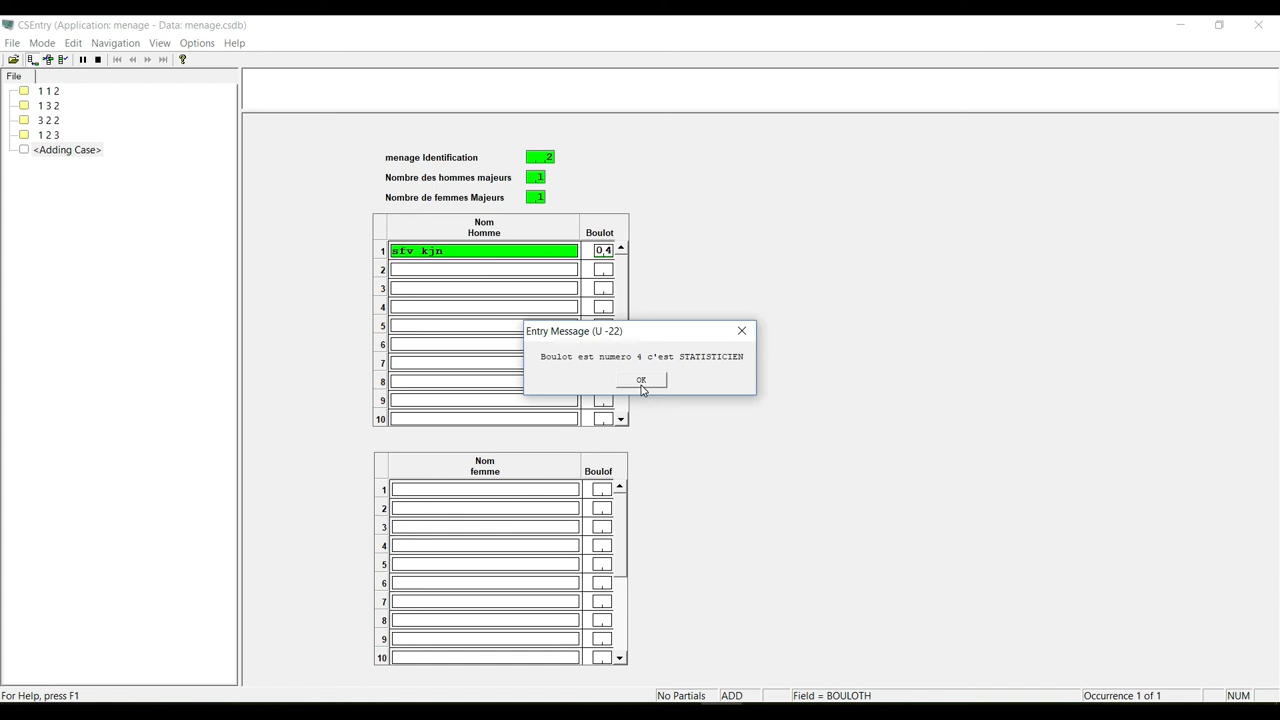 CSEntry (Application: menage - Data: menage.csdb)
File Mode Edit Navigation View Options Help
File
1 1 2
1 3 2
3 2 2
1 2 3
<Adding Case>
menage Identification 2
Nombre des hommes majeurs 1
Nombre de femmes Majeurs 1
Nom
Homme Boulot
1 sfv kjn 0,4
2
3
4
5
6
7
8
9
10
Entry Message (U -22)
Boulot est numero 4 c'est STATISTICIEN
OK
Nom
femme Boulof
1
2
3
4
5
6
7
8
9
10
For Help, press F1 No Partials ADD Field = BOULOTH Occurrence 1 of 1 NUM